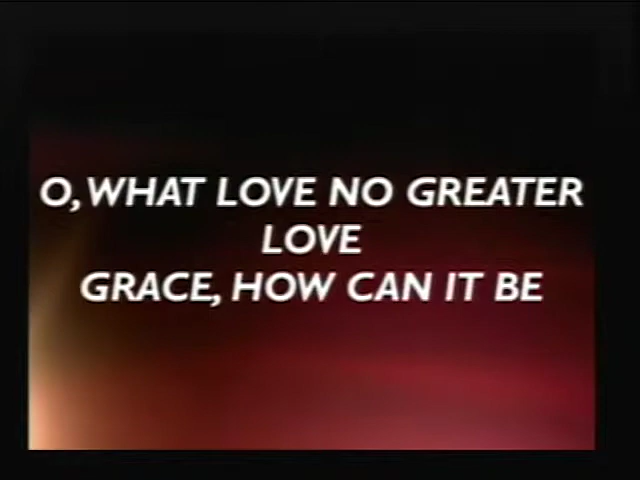 O, WHAT LOVE NO GREATER
LOVE
GRACE, HOW CAN IT BE